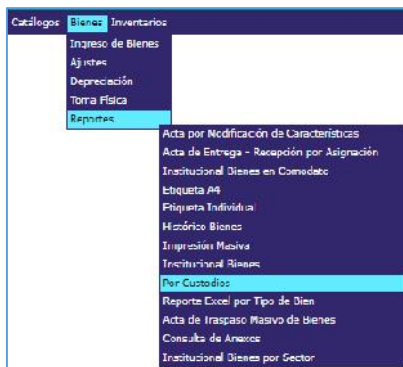 Catálogos Bienes Inventarios
Ingreso de Bienes
Ajustes
Depreciación
Toma Física
Reportes
Acta por Modificación de Características
Acta de Entrega - Recepción por Asignación
Institucional Bienes en Comodato
Etiqueta A4
Etiqueta Individual
Histórico Bienes
Impresión Masiva
Institucional Bienes
Por Custodios
Reporte Excel por Tipo de Bien
Acta de Traspaso Masivo de Bienes
Consulta de Anexos
Institucional Bienes por Sector